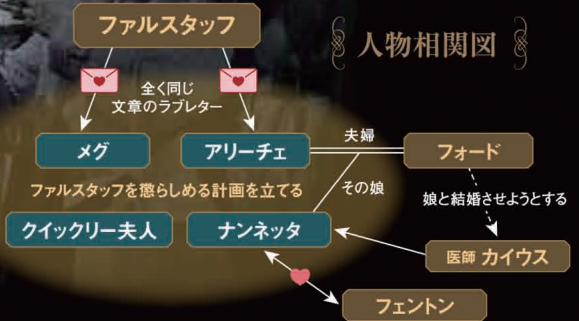 ファルスタッフ
人物相関図
全く同じ
文章のラブレター
メグ
アリーチェ
夫婦
フォード
ファルスタッフを懲らしめる計画を立てる
その娘
娘と結婚させようとする
クイックリー夫人
ナンネッタ
医師 カイウス
フェントン